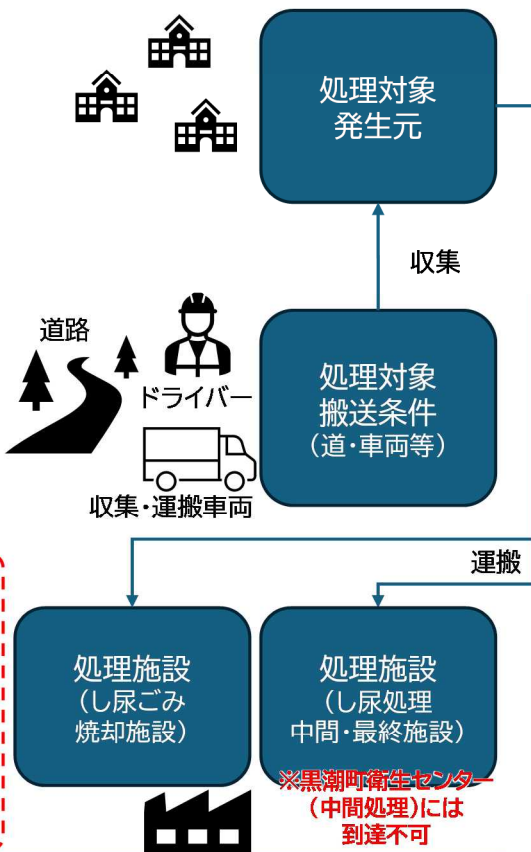 処理対象
発生元
収集
道路
ドライバー
収集・運搬車両
処理対象
搬送条件
（道・車両等）
運搬
処理施設
（し尿ごみ
焼却施設）
処理施設
（し尿処理
中間・最終施設）
※黒潮町衛生センター
（中間処理）には
到達不可